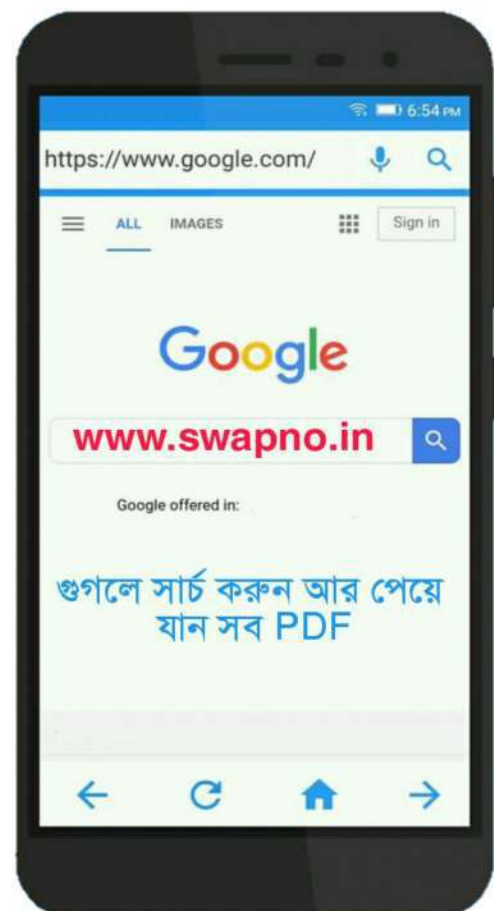 6:54 PM
https://www.google.com/
ALL IMAGES Sign in
Google
www.swapno.in
Google offered in:
গুগলে সার্চ করুন আর পেয়ে
যান সব PDF